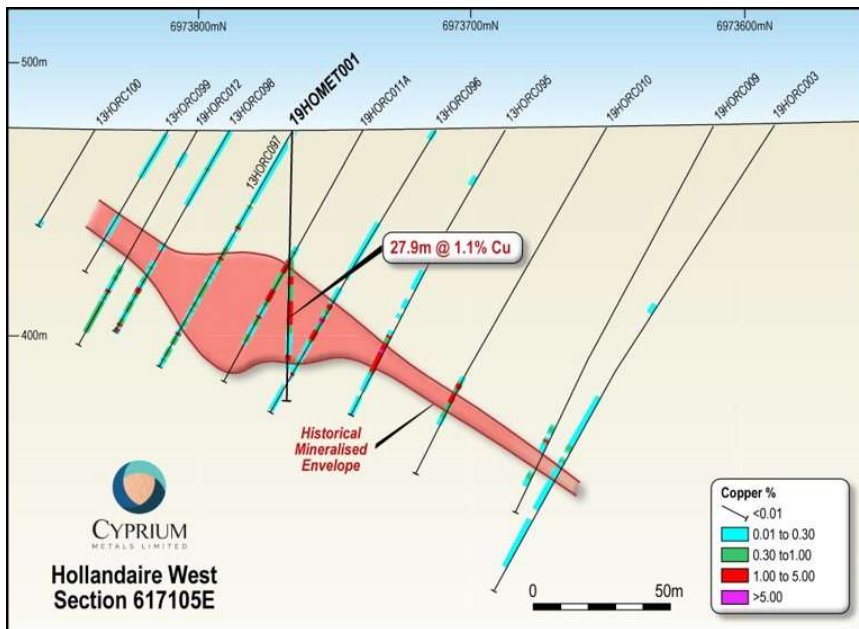 6973800mN
6973700mN
6973600mN
500m
13HORC100
13HORC099
19HORC012
13HORC098
13HORC097
19HOMET001
19HORC011A
13HORC096
13HORC095
19HORC010
19HORC009
19HORC003
27.9m @ 1.1% Cu
400m
Historical
Mineralised
Envelope
CYPRIUM
METALS LIMITED
Hollandaire West
Section 617105E
0
50m
Copper %
<0.01
0.01 to 0.30
0.30 to1.00
1.00 to 5.00
>5.00